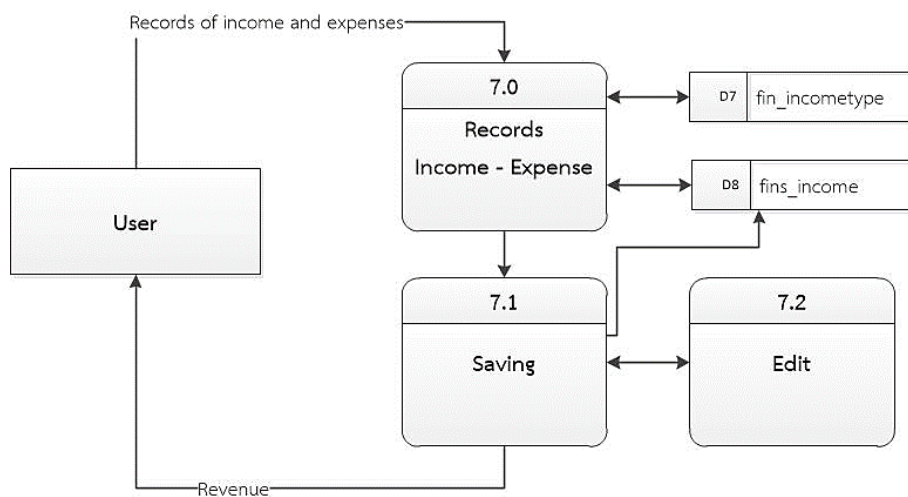 Records of income and expenses
7.0
Records
Income - Expense
D7 fin_incometype
D8 fins_income
User
7.1
Saving
7.2
Edit
Revenue